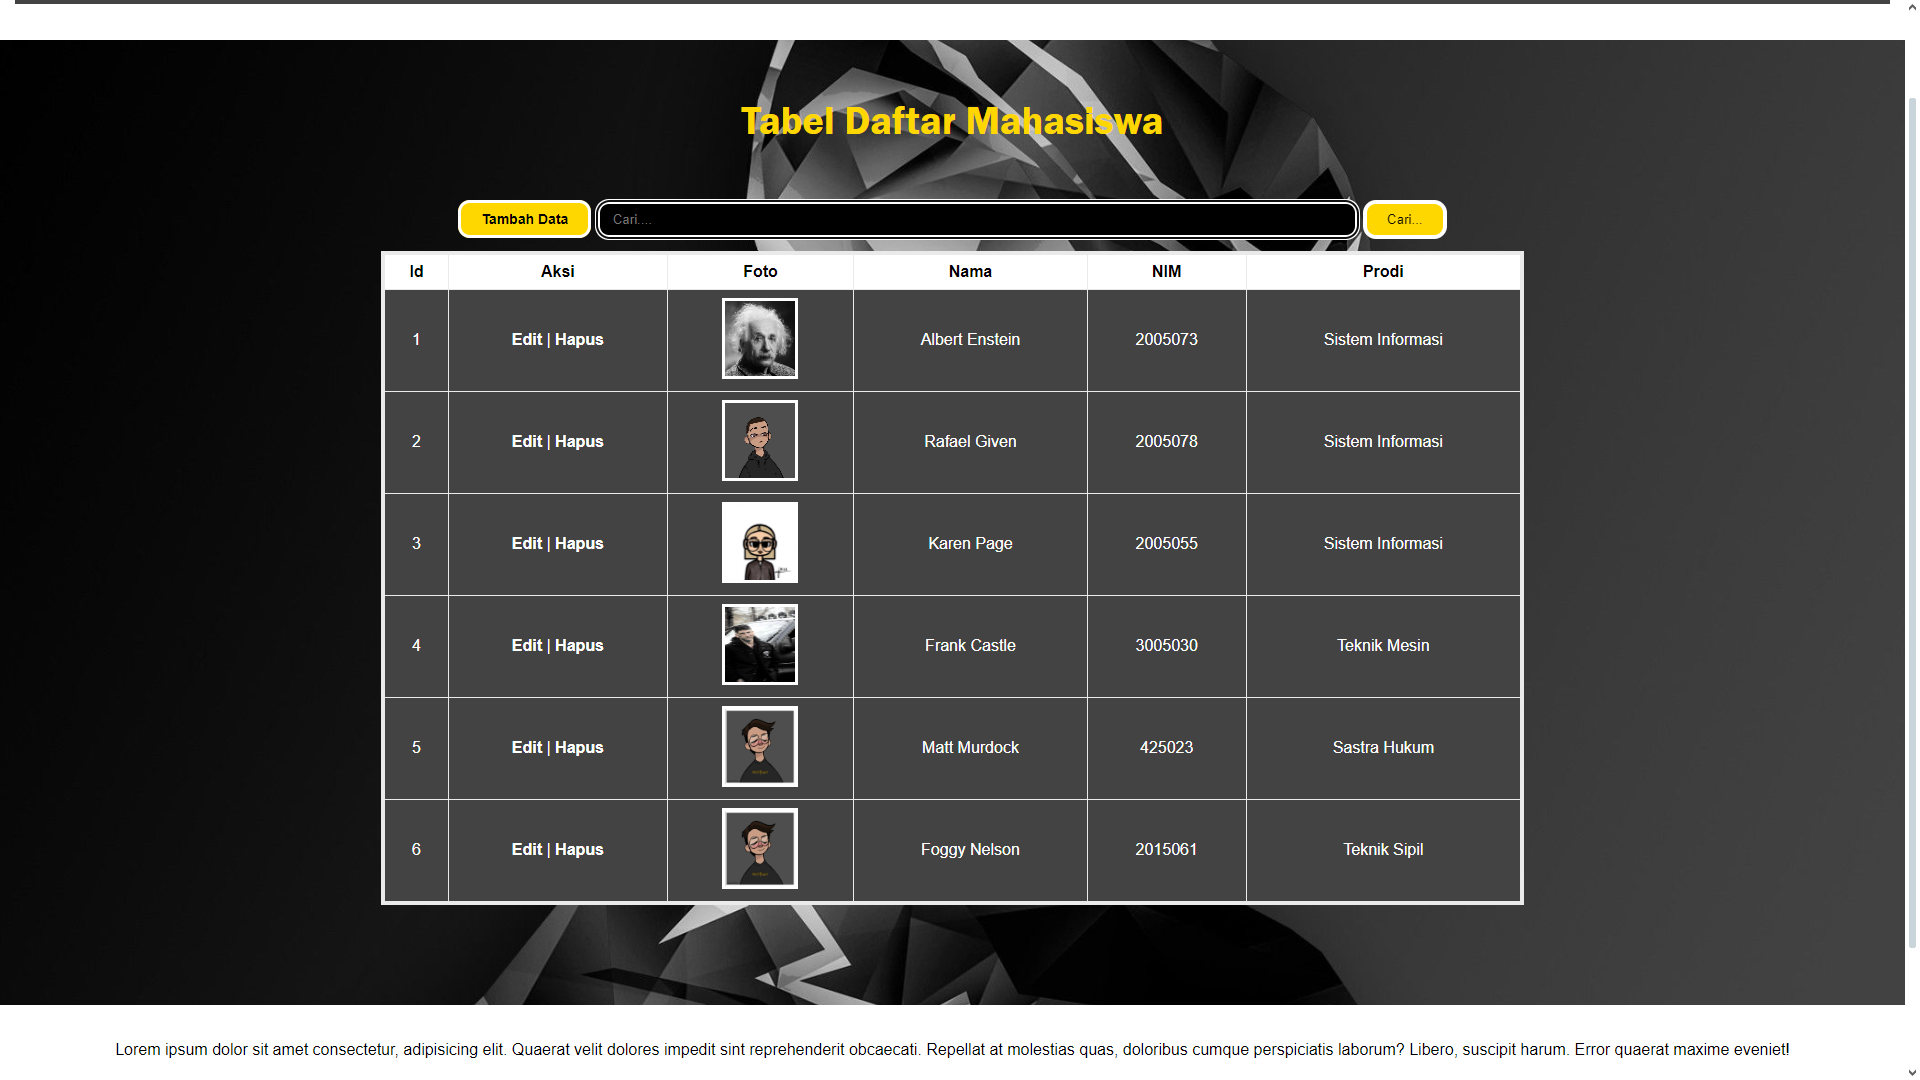 Tabel Daftar Mahasiswa
Tambah Data Cari.... Cari...
Id Aksi Foto Nama NIM Prodi
1 Edit | Hapus Albert Enstein 2005073 Sistem Informasi
2 Edit | Hapus Rafael Given 2005078 Sistem Informasi
3 Edit | Hapus Karen Page 2005055 Sistem Informasi
4 Edit | Hapus Frank Castle 3005030 Teknik Mesin
5 Edit | Hapus Matt Murdock 425023 Sastra Hukum
6 Edit | Hapus Foggy Nelson 2015061 Teknik Sipil
Lorem ipsum dolor sit amet consectetur, adipisicing elit. Quaerat velit dolores impedit sint reprehenderit obcaecati. Repellat at molestias quas, doloribus cumque perspiciatis laborum? Libero, suscipit harum. Error quaerat maxime eveniet!